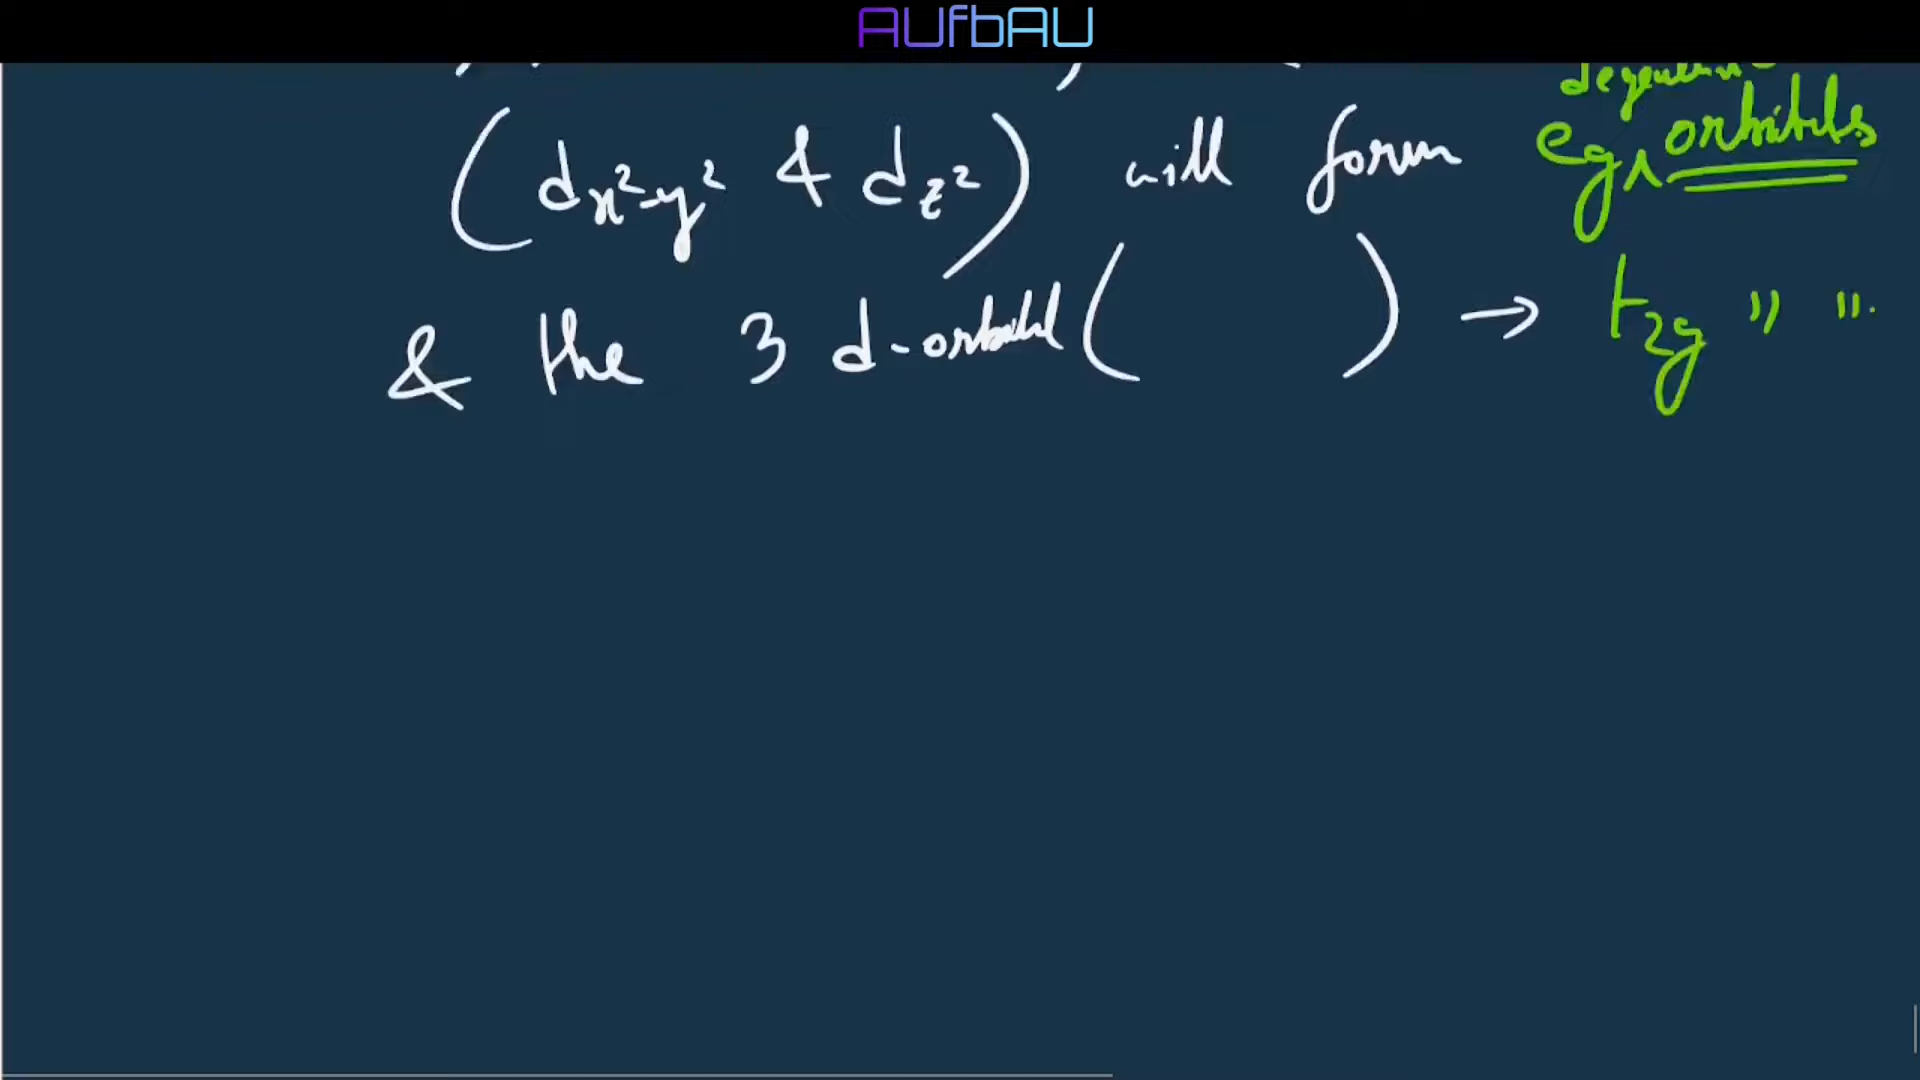 AUFBAU
(dx²-y² & dz²) will form eg orbitals
& the 3 d-orbital ( ) → t2g " ".